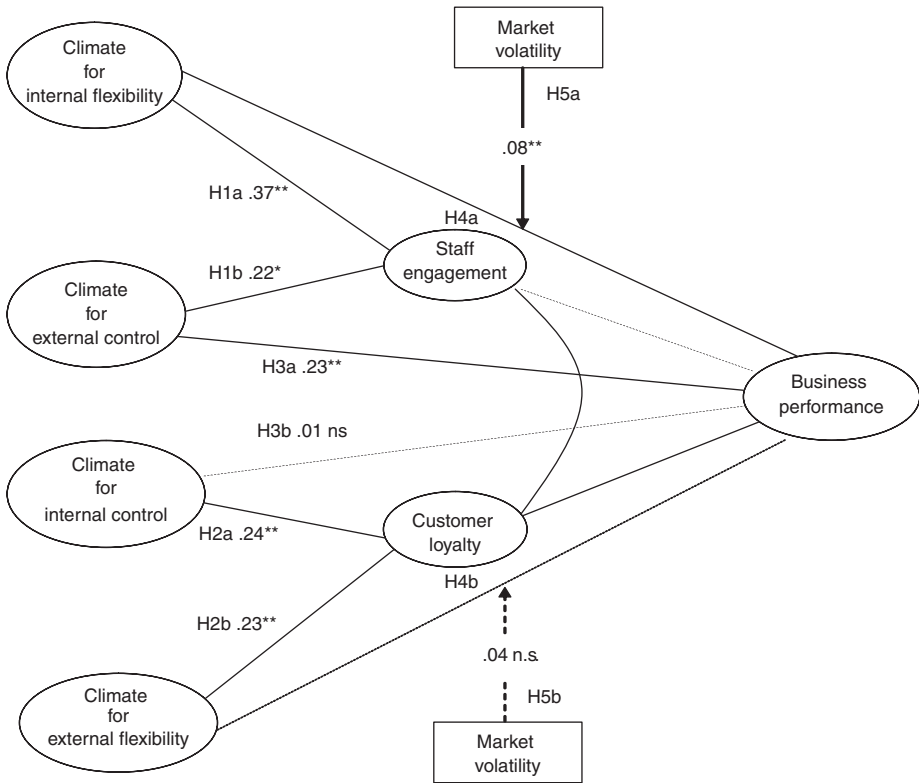 Climate
for
internal flexibility
Market
volatility
H5a
.08**
H1a .37**
H4a
Staff
engagement
H1b .22*
Climate
for
external control
H3a .23**
Business
performance
H3b .01 ns
Climate
for
internal control
H2a .24**
Customer
loyalty
H4b
H2b .23**
.04 n.s.
H5b
Climate
for
external flexibility
Market
volatility